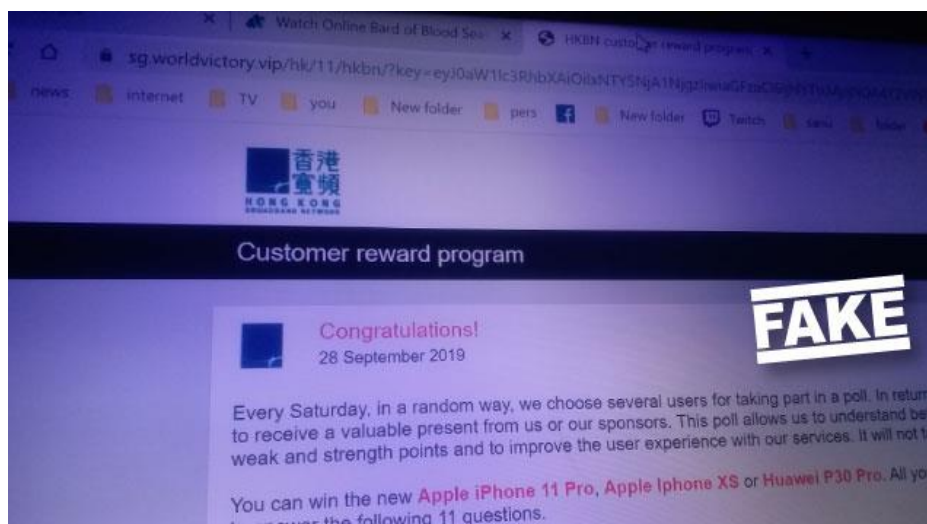 Watch Online Bard of Blood
HKBN customer reward program
sg.worldvictory.vip/hk/11/hkbn/?key=
news internet TV you New folder pers New folder Twitch
香港
寬頻
HONG KONG
BROADBAND NETWORK
Customer reward program
FAKE
Congratulations!
28 September 2019
Every Saturday, in a random way, we choose several users for taking part in a poll. In return
to receive a valuable present from us or our sponsors. This poll allows us to understand be
weak and strength points and to improve the user experience with our services. It will not
You can win the new Apple iPhone 11 Pro, Apple Iphone XS or Huawei P30 Pro. All yo
the following 11 questions.